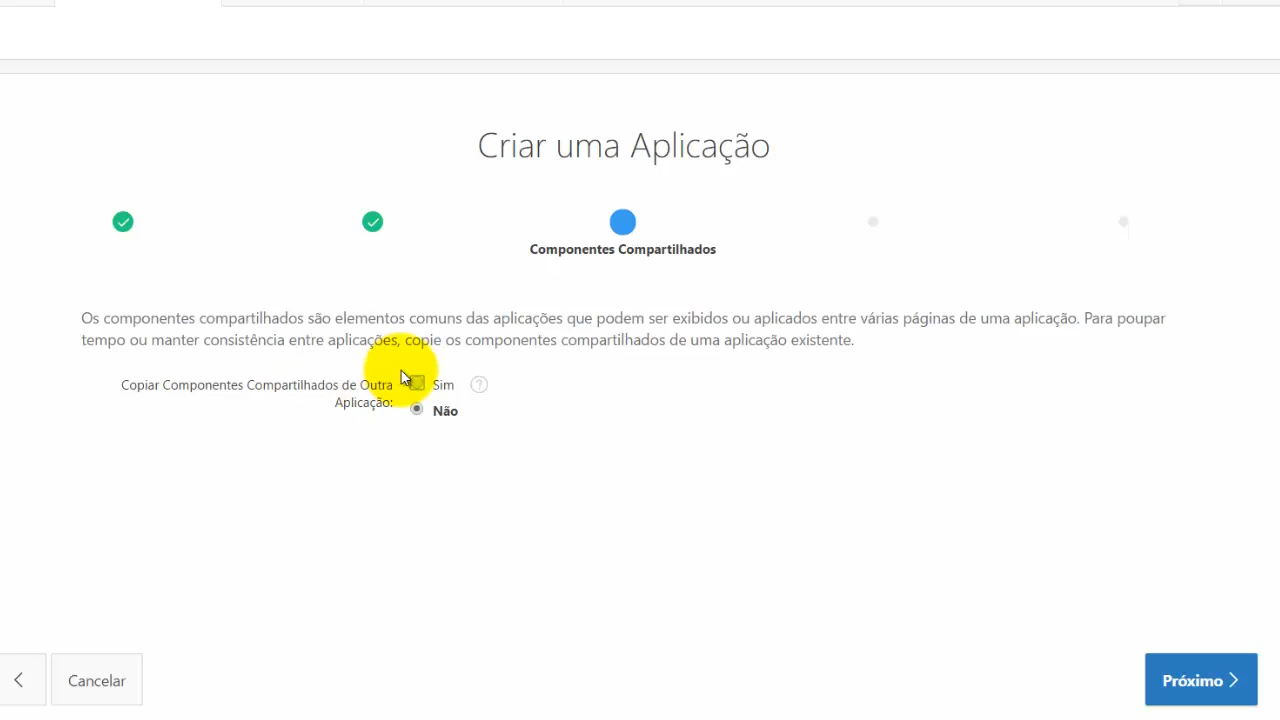 Criar uma Aplicação
Componentes Compartilhados
Os componentes compartilhados são elementos comuns das aplicações que podem ser exibidos ou aplicados entre várias páginas de uma aplicação. Para poupar
tempo ou manter consistência entre aplicações, copie os componentes compartilhados de uma aplicação existente.
Copiar Componentes Compartilhados de Outra
Aplicação:
Sim
?
Não
Cancelar
Próximo